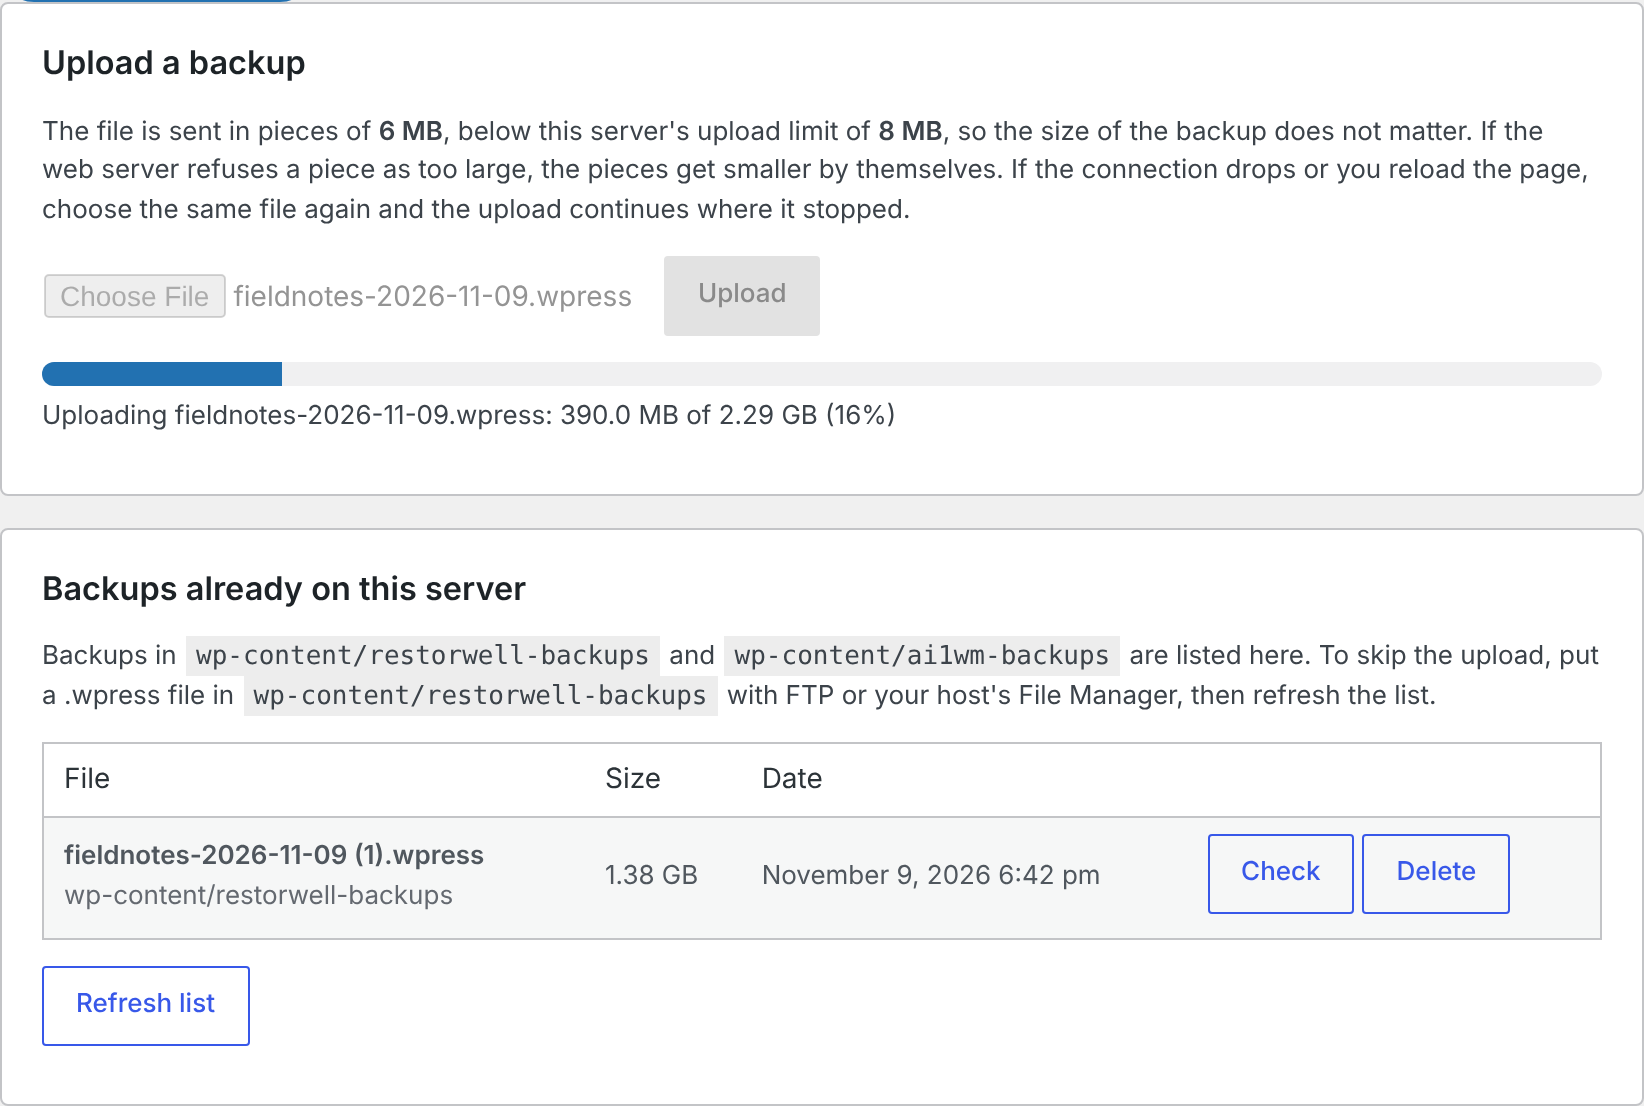 Upload a backup
The file is sent in pieces of 6 MB, below this server's upload limit of 8 MB, so the size of the backup does not matter. If the
web server refuses a piece as too large, the pieces get smaller by themselves. If the connection drops or you reload the page,
choose the same file again and the upload continues where it stopped.
Choose File fieldnotes-2026-11-09.wpress Upload
Uploading fieldnotes-2026-11-09.wpress: 390.0 MB of 2.29 GB (16%)
Backups already on this server
Backups in wp-content/restorwell-backups and wp-content/ai1wm-backups are listed here. To skip the upload, put
a .wpress file in wp-content/restorwell-backups with FTP or your host's File Manager, then refresh the list.
File Size Date
fieldnotes-2026-11-09 (1).wpress
wp-content/restorwell-backups
1.38 GB November 9, 2026 6:42 pm Check Delete
Refresh list